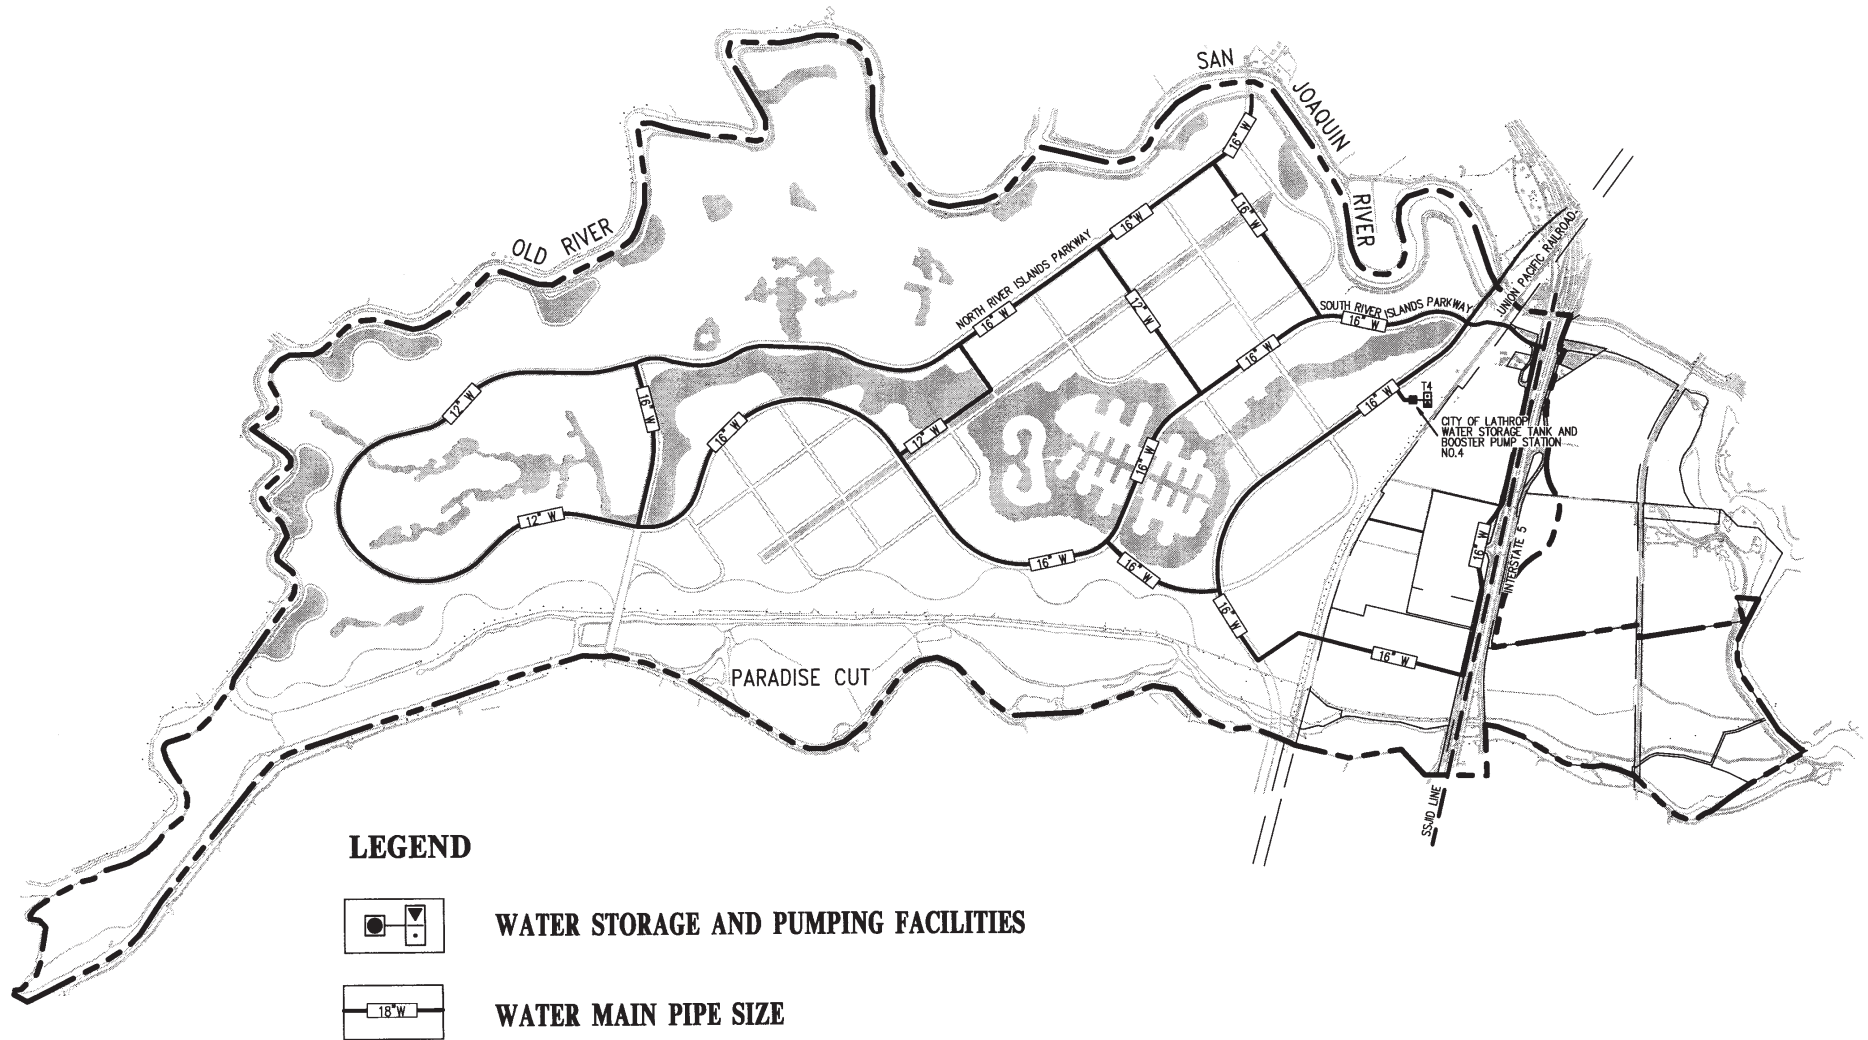 SAN
JOAQUIN
RIVER
OLD RIVER
16" W
16" W
16" W
NORTH RIVER ISLANDS PARKWAY
16" W
12" W
UNION PACIFIC RAILROAD
SOUTH RIVER ISLANDS PARKWAY
16" W
16" W
12" W
16" W
16" W
16" W
T4
CITY OF LATHROP
WATER STORAGE TANK AND
BOOSTER PUMP STATION
NO.4
12" W
16" W
12" W
16" W
INTERSTATE 5
16" W
16" W
16" W
16" W
PARADISE CUT
SSJID LINE
LEGEND
WATER STORAGE AND PUMPING FACILITIES
18"W
WATER MAIN PIPE SIZE